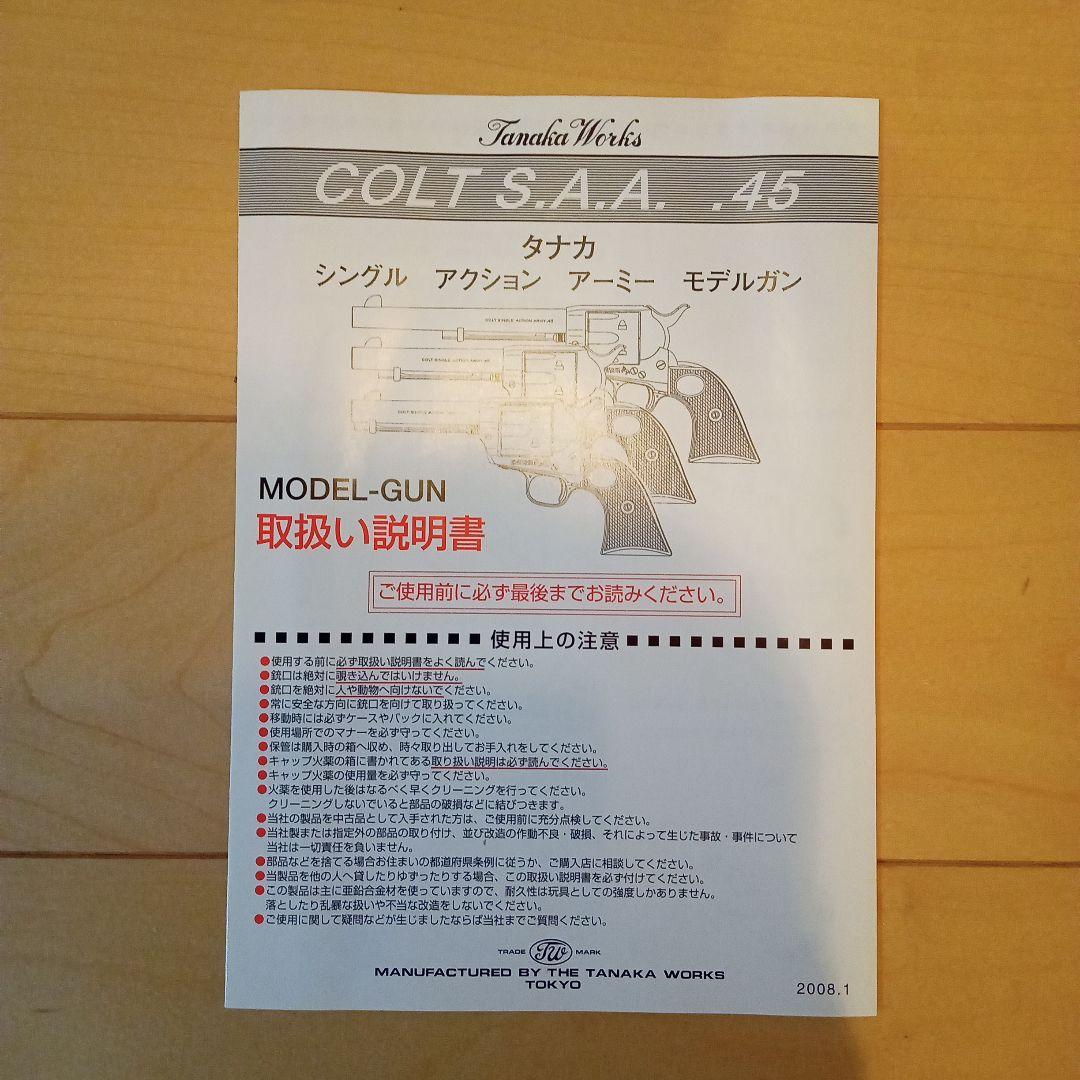 Tanaka Works
COLT S.A.A. .45
タナカ
シングル アクション アーミー モデルガン
COLT SINGLE ACTION ARMY .45
COLT SINGLE ACTION ARMY .45
MODEL-GUN
取扱い説明書
ご使用前に必ず最後までお読みください。
使用上の注意
●使用する前に必ず取扱い説明書をよく読んでください。
●銃口は絶対に覗き込んではいけません。
●銃口を絶対に人や動物へ向けないでください。
●常に安全な方向に銃口を向けて取り扱ってください。
●移動時には必ずケースやバックに入れてください。
●使用場所でのマナーを必ず守ってください。
●保管は購入時の箱へ収め、時々取り出してお手入れをしてください。
●キャップ火薬の箱に書かれてある取り扱い説明は必ず読んでください。
●キャップ火薬の使用量を必ず守ってください。
●火薬を使用した後はなるべく早くクリーニングを行ってください。
クリーニングしないでいると部品の破損などに結びつきます。
●当社の製品を中古品として入手された方は、ご使用前に充分点検してください。
●当社製または指定外の部品の取り付け、並び改造の作動不良・破損、それによって生じた事故・事件について
当社は一切責任を負いません。
●部品などを捨てる場合お住まいの都道府県条例に従うか、ご購入店に相談してください。
●当製品を他の人へ貸したりゆずったりする場合、この取扱い説明書を必ず付けてください。
●この製品は主に亜鉛合金材を使っていますので、耐久性は玩具としての強度しかありません。
落としたり乱暴な扱いや不当な改造をしないでください。
●ご使用に関して疑問などが生じましたならば当社までご質問ください。
TRADE TW MARK
MANUFACTURED BY THE TANAKA WORKS
TOKYO
2008.1